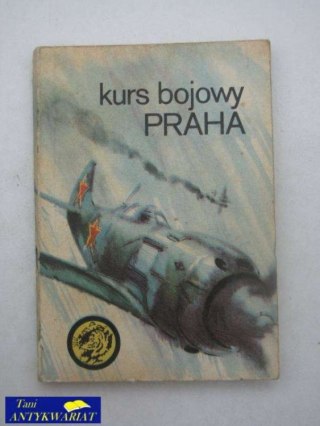 kurs bojowy
PRAHA
Tani
ANTYKWARIAT